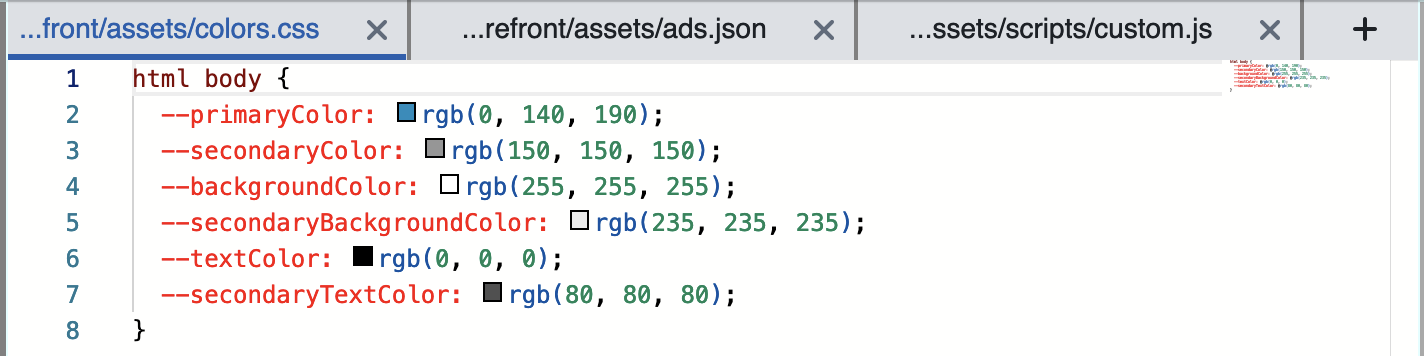 ...front/assets/colors.css ...refront/assets/ads.json ...ssets/scripts/custom.js
1 html body {
2 --primaryColor: rgb(0, 140, 190);
3 --secondaryColor: rgb(150, 150, 150);
4 --backgroundColor: rgb(255, 255, 255);
5 --secondaryBackgroundColor: rgb(235, 235, 235);
6 --textColor: rgb(0, 0, 0);
7 --secondaryTextColor: rgb(80, 80, 80);
8 }